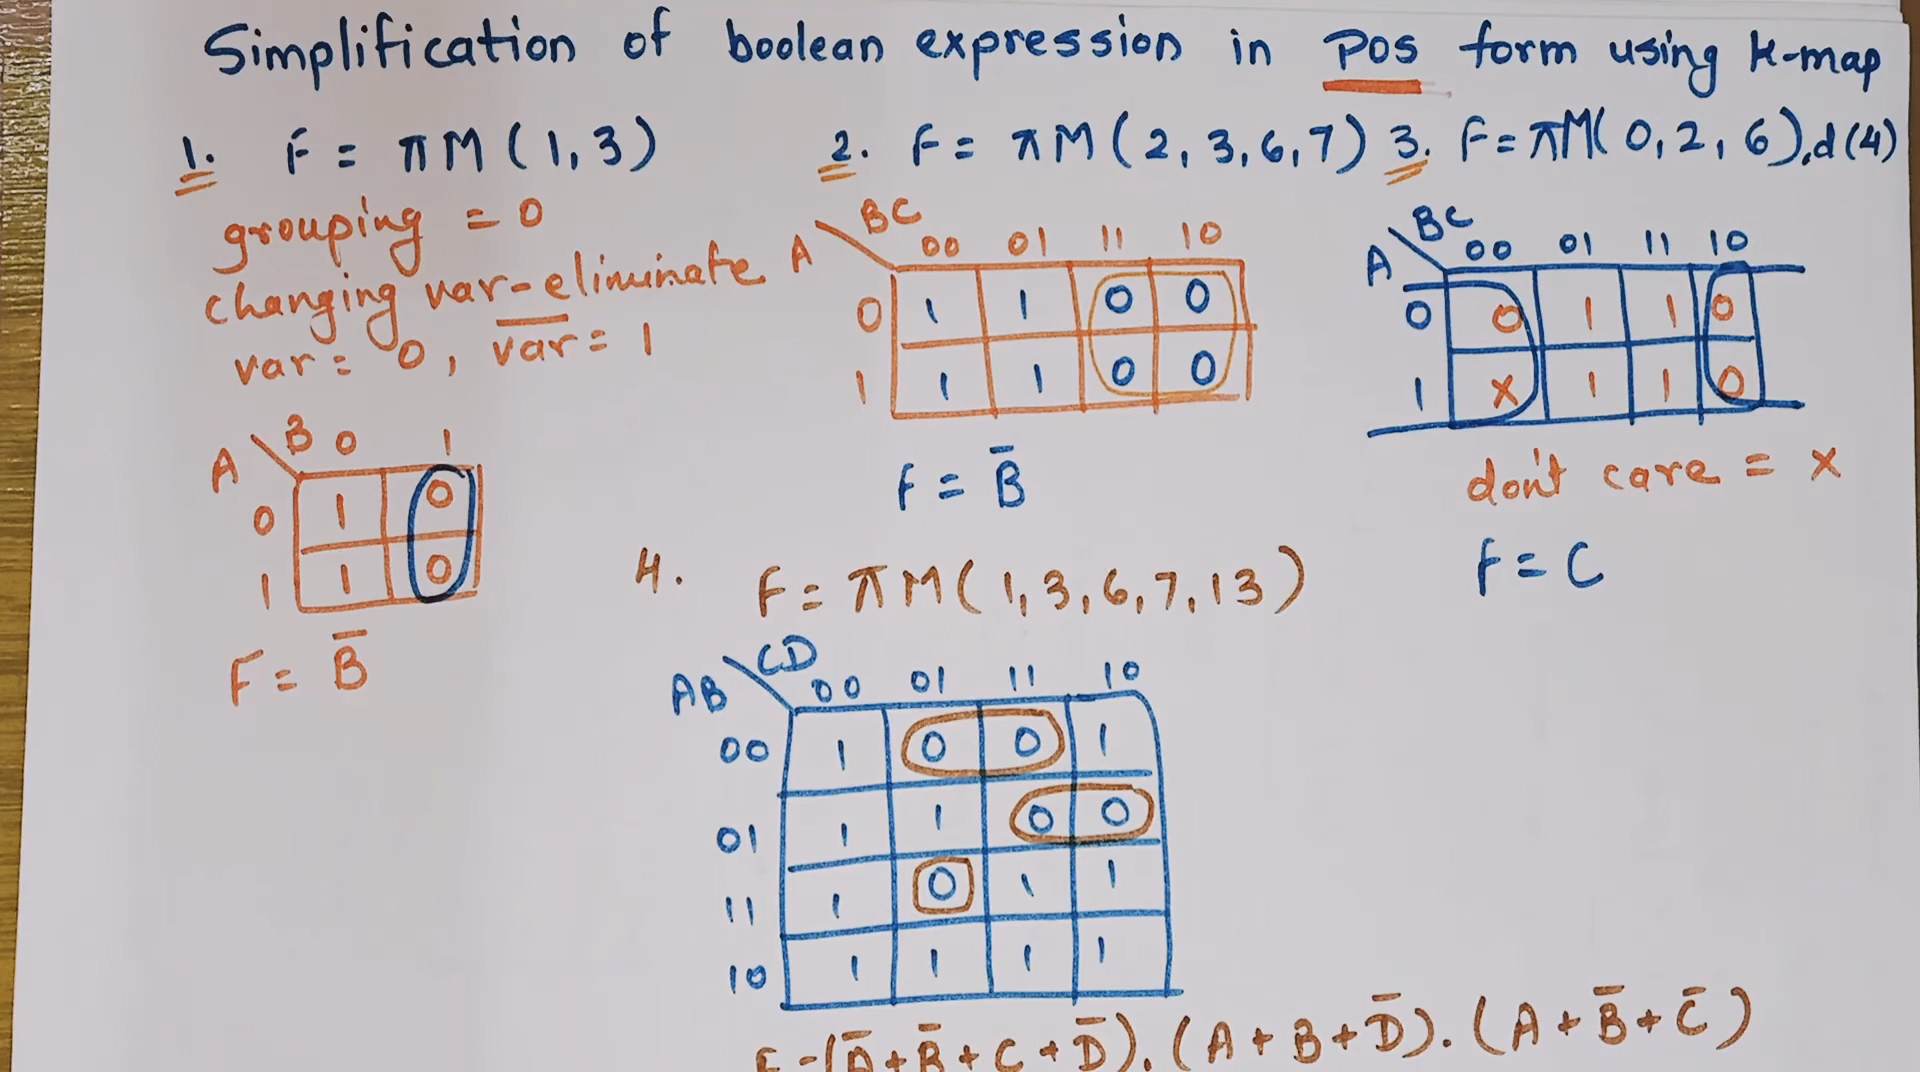 Simplification of boolean expression in POS form using K-map
1. F = πM (1,3)
grouping = 0
changing var-eliminate
var = 0, v̅a̅r̅ = 1
A \ B 0 1
0 1 0
1 1 0
F = B̅
2. F = πM (2,3,6,7)
A \ BC 00 01 11 10
0 1 1 0 0
1 1 1 0 0
F = B̅
3. F = πM( 0, 2, 6).d(4)
A \ BC 00 01 11 10
0 0 1 1 0
1 X 1 1 0
don't care = X
F = C
4. F = πM (1,3,6,7,13)
AB \ CD 00 01 11 10
00 1 0 0 1
01 1 1 0 0
11 1 0 1 1
10 1 1 1 1
F = (A̅+B̅+C+D̅).(A+B+D̅).(A+B̅+C̅)